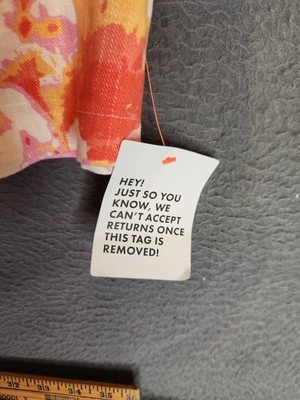 HEY!
JUST SO YOU
KNOW, WE
CAN'T ACCEPT
RETURNS ONCE
THIS TAG IS
REMOVED!